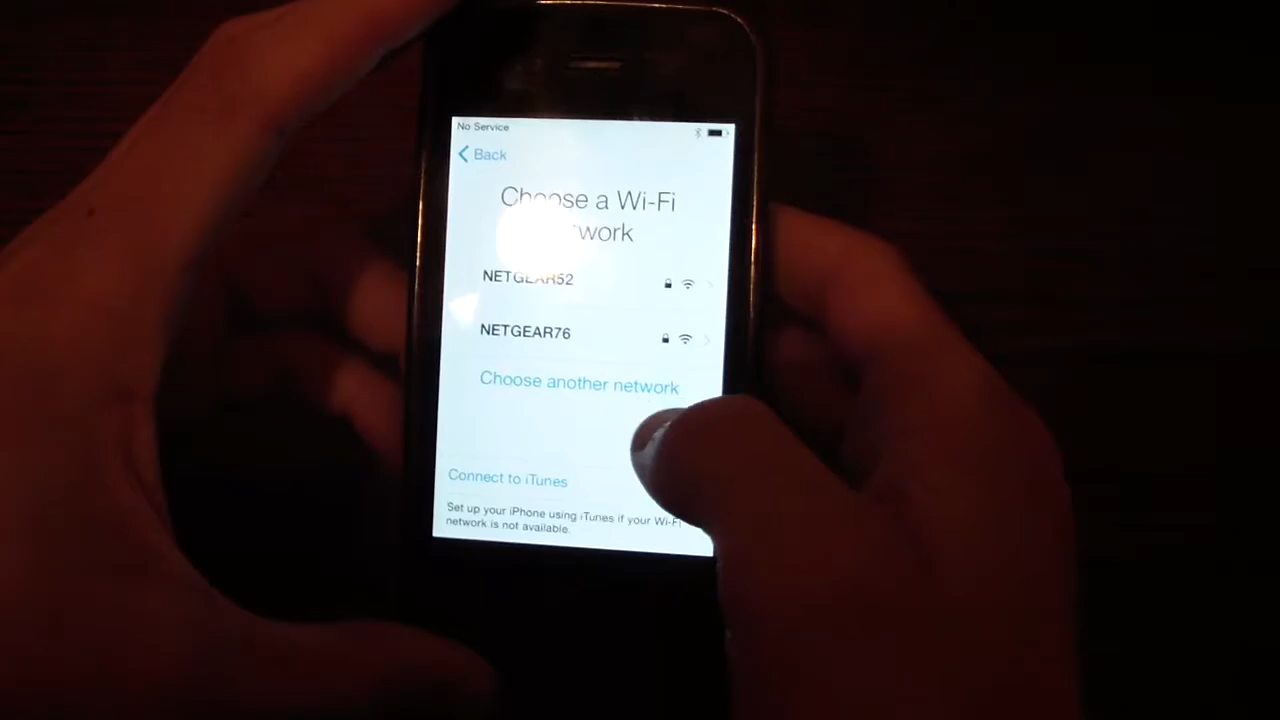 No Service
Back
Choose a Wi-Fi
NETGEAR52
NETGEAR76
Choose another network
Connect to iTunes
Set up your iPhone using iTunes if your Wi-Fi
network is not available.